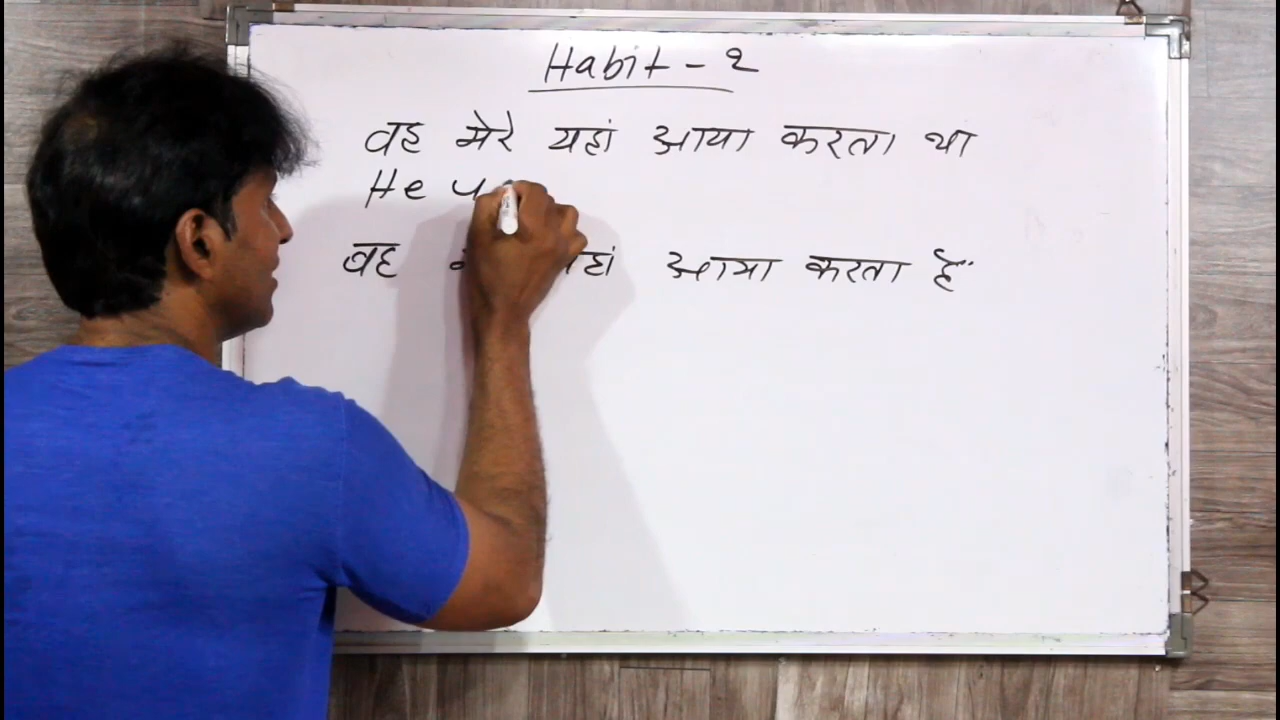 Habit - 2
वह मेरे यहां आया करता था
He
वह यहां आया करता है